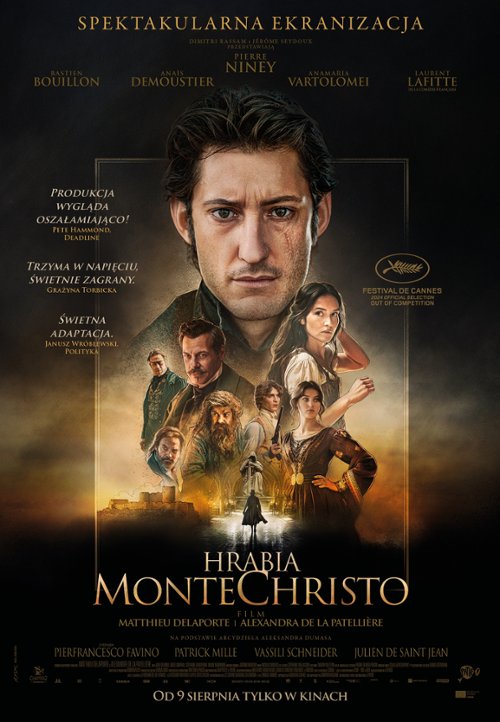 SPEKTAKULARNA EKRANIZACJA
DIMITRI RASSAM & JÉRÔME SEYDOUX
PRZEDSTAWIAJĄ
PIERRE
NINEY
BASTIEN
BOUILLON
ANAÏS
DEMOUSTIER
ANAMARIA
VARTOLOMEI
LAURENT
LAFITTE
PRODUKCJA
WYGLĄDA
OSZAŁAMIAJĄCO!
PETE HAMMOND,
DEADLINE
TRZYMA W NAPIĘCIU,
ŚWIETNIE ZAGRANY.
GRAŻYNA TORBICKA
ŚWIETNA
ADAPTACJA.
JANUSZ WRÓBLEWSKI,
POLITYKA
FESTIVAL DE CANNES
2024 OFFICIAL SELECTION
OUT OF COMPETITION
HRABIA
MONTE CHRISTO
FILM
MATTHIEU DELAPORTE | ALEXANDRA DE LA PATELLIÈRE
NA PODSTAWIE ARCYDZIEŁA ALEKSANDRA DUMASA
PIERFRANCESCO FAVINO PATRICK MILLE VASSILI SCHNEIDER JULIEN DE SAINT JEAN
OD 9 SIERPNIA TYLKO W KINACH